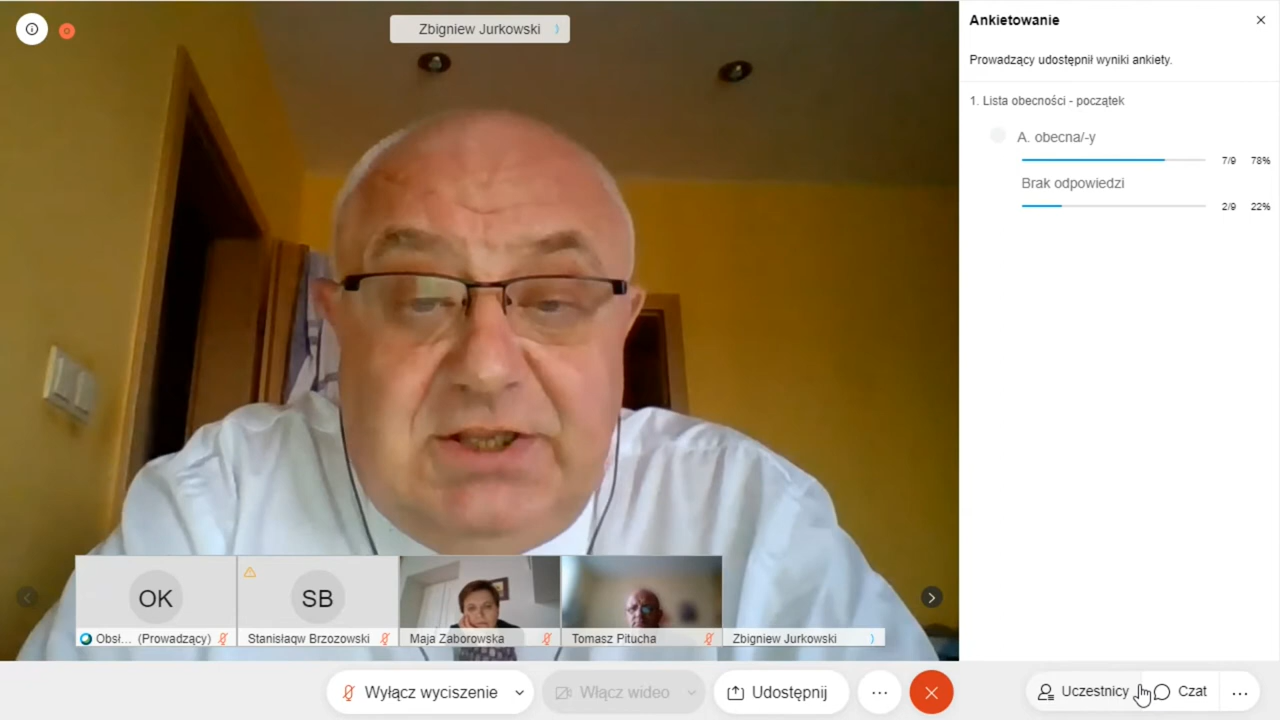 Zbigniew Jurkowski
Ankietowanie
Prowadzący udostępnił wyniki ankiety.
1. Lista obecności - początek
A. obecna/-y
7/9 78%
Brak odpowiedzi
2/9 22%
OK
SB
Obsł... (Prowadzący)
Stanisłaqw Brzozowski
Maja Zaborowska
Tomasz Pitucha
Zbigniew Jurkowski
Wyłącz wyciszenie
Włącz wideo
Udostępnij
Uczestnicy
Czat